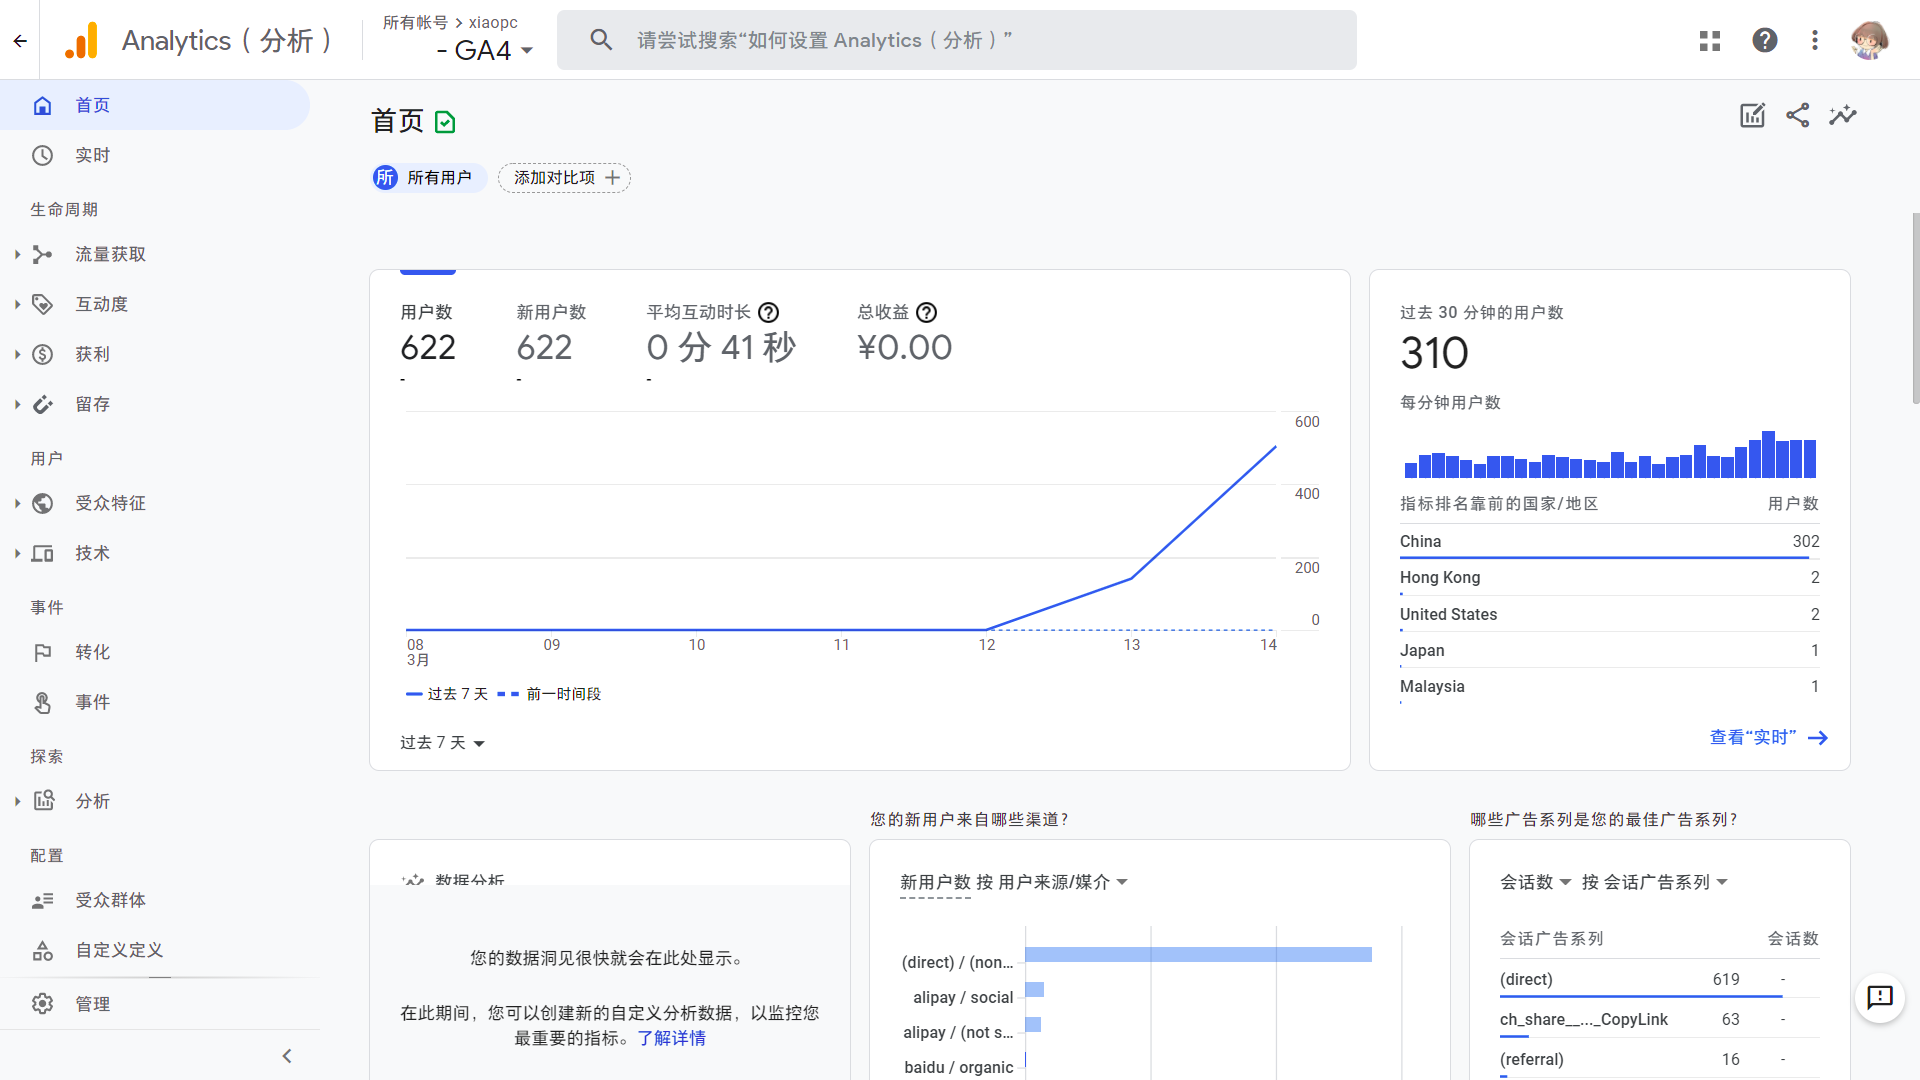 Analytics（分析）
所有帐号 > xiaopc
- GA4
请尝试搜索“如何设置 Analytics（分析）”
首页
实时
生命周期
流量获取
互动度
获利
留存
用户
受众特征
技术
事件
转化
事件
探索
分析
配置
受众群体
自定义定义
管理
首页
所 所有用户
添加对比项
用户数
622
-
新用户数
622
-
平均互动时长
0 分 41 秒
-
总收益
¥0.00
600
400
200
0
08 09 10 11 12 13 14
3月
过去 7 天 前一时间段
过去 7 天
过去 30 分钟的用户数
310
每分钟用户数
指标排名靠前的国家/地区 用户数
China 302
Hong Kong 2
United States 2
Japan 1
Malaysia 1
查看“实时”
数据分析
您的数据洞见很快就会在此处显示。
在此期间，您可以创建新的自定义分析数据，以监控您
最重要的指标。了解详情
您的新用户来自哪些渠道？
新用户数 按 用户来源/媒介
(direct) / (non...
alipay / social
alipay / (not s...
baidu / organic
哪些广告系列是您的最佳广告系列？
会话数 按 会话广告系列
会话广告系列 会话数
(direct) 619 -
ch_share__..._CopyLink 63 -
(referral) 16 -